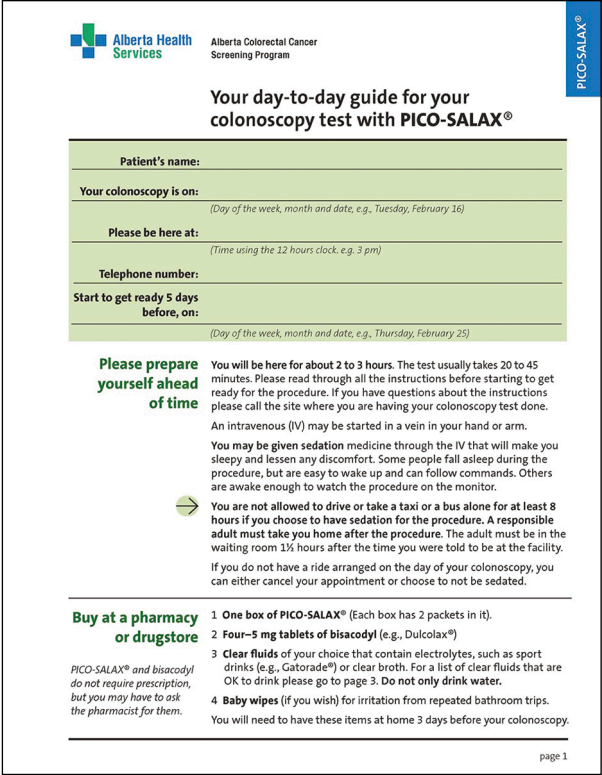 PICO-SALAX®
Alberta Health
Services
Alberta Colorectal Cancer
Screening Program
Your day-to-day guide for your
colonoscopy test with PICO-SALAX®
Patient's name:
Your colonoscopy is on:
(Day of the week, month and date, e.g., Tuesday, February 16)
Please be here at:
(Time using the 12 hours clock. e.g. 3 pm)
Telephone number:
Start to get ready 5 days
before, on:
(Day of the week, month and date, e.g., Thursday, February 25)
Please prepare
yourself ahead
of time
You will be here for about 2 to 3 hours. The test usually takes 20 to 45
minutes. Please read through all the instructions before starting to get
ready for the procedure. If you have questions about the instructions
please call the site where you are having your colonoscopy test done.
An intravenous (IV) may be started in a vein in your hand or arm.
You may be given sedation medicine through the IV that will make you
sleepy and lessen any discomfort. Some people fall asleep during the
procedure, but are easy to wake up and can follow commands. Others
are awake enough to watch the procedure on the monitor.
You are not allowed to drive or take a taxi or a bus alone for at least 8
hours if you choose to have sedation for the procedure. A responsible
adult must take you home after the procedure. The adult must be in the
waiting room 1½ hours after the time you were told to be at the facility.
If you do not have a ride arranged on the day of your colonoscopy, you
can either cancel your appointment or choose to not be sedated.
Buy at a pharmacy
or drugstore
PICO-SALAX® and bisacodyl
do not require prescription,
but you may have to ask
the pharmacist for them.
1 One box of PICO-SALAX® (Each box has 2 packets in it).
2 Four–5 mg tablets of bisacodyl (e.g., Dulcolax®)
3 Clear fluids of your choice that contain electrolytes, such as sport
drinks (e.g., Gatorade®) or clear broth. For a list of clear fluids that are
OK to drink please go to page 3. Do not only drink water.
4 Baby wipes (if you wish) for irritation from repeated bathroom trips.
You will need to have these items at home 3 days before your colonoscopy.
page 1